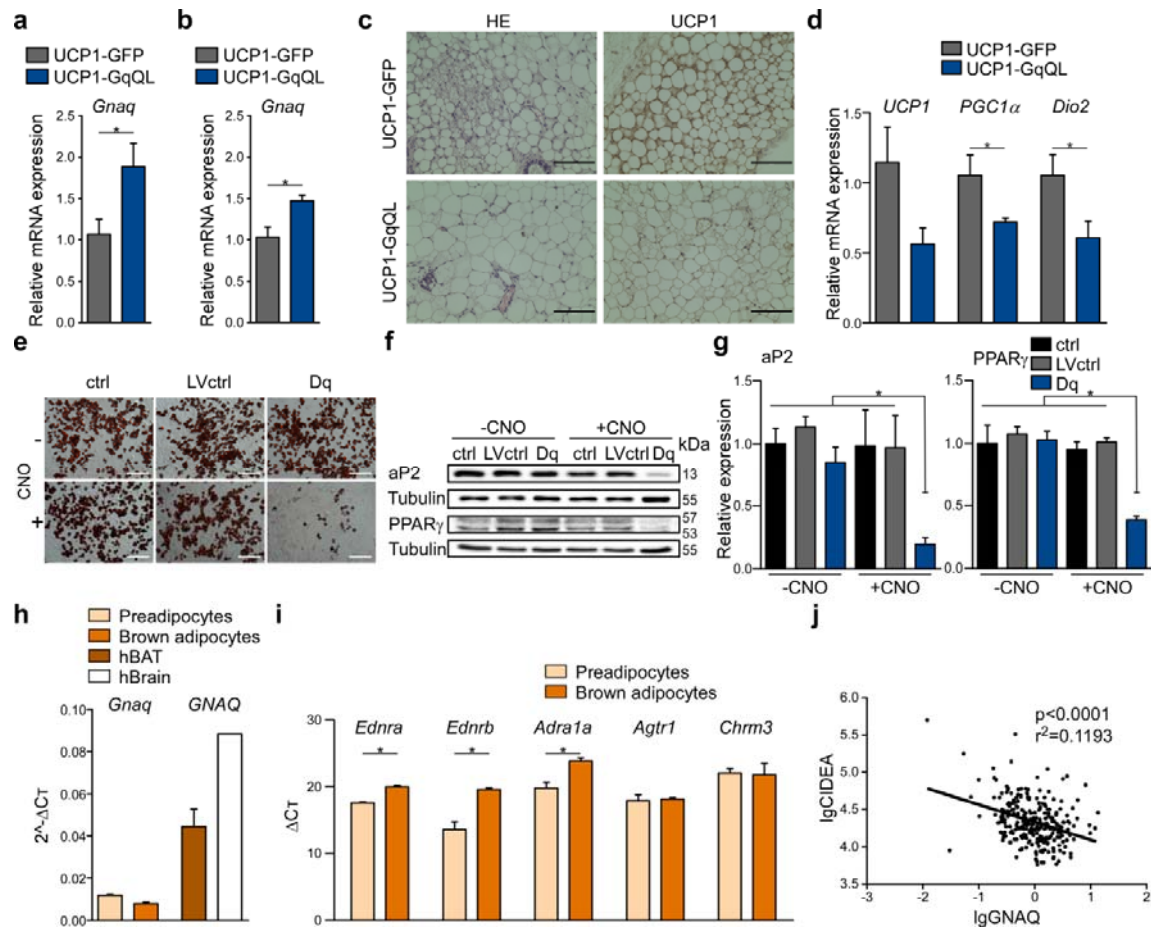 a
UCP1-GFP
UCP1-GqQL
Gnaq
*
Relative mRNA expression
2.5
2.0
1.5
1.0
0.5
0.0
b
UCP1-GFP
UCP1-GqQL
Gnaq
*
Relative mRNA expression
2.5
2.0
1.5
1.0
0.5
0.0
c
HE UCP1
UCP1-GFP
UCP1-GqQL
d
UCP1-GFP
UCP1-GqQL
UCP1 PGC1α Dio2
* *
Relative mRNA expression
1.5
1.0
0.5
0.0
e
ctrl LVctrl Dq
CNO
-
+
f
-CNO +CNO
ctrl LVctrl Dq ctrl LVctrl Dq kDa
aP2 13
Tubulin 55
PPARγ 57
53
Tubulin 55
g
ctrl
LVctrl
Dq
aP2
*
Relative expression
1.5
1.0
0.5
0.0
-CNO +CNO
PPARγ
*
1.5
1.0
0.5
0.0
-CNO +CNO
h
Preadipocytes
Brown adipocytes
hBAT
hBrain
Gnaq GNAQ
2^-ΔCT
0.10
0.08
0.06
0.04
0.02
0.00
i
Preadipocytes
Brown adipocytes
Ednra Ednrb Adra1a Agtr1 Chrm3
* * *
ΔCT
30
20
10
0
j
p<0.0001
r²=0.1193
lgCIDEA
6.0
5.5
5.0
4.5
4.0
3.5
-3 -2 -1 0 1 2
lgGNAQ